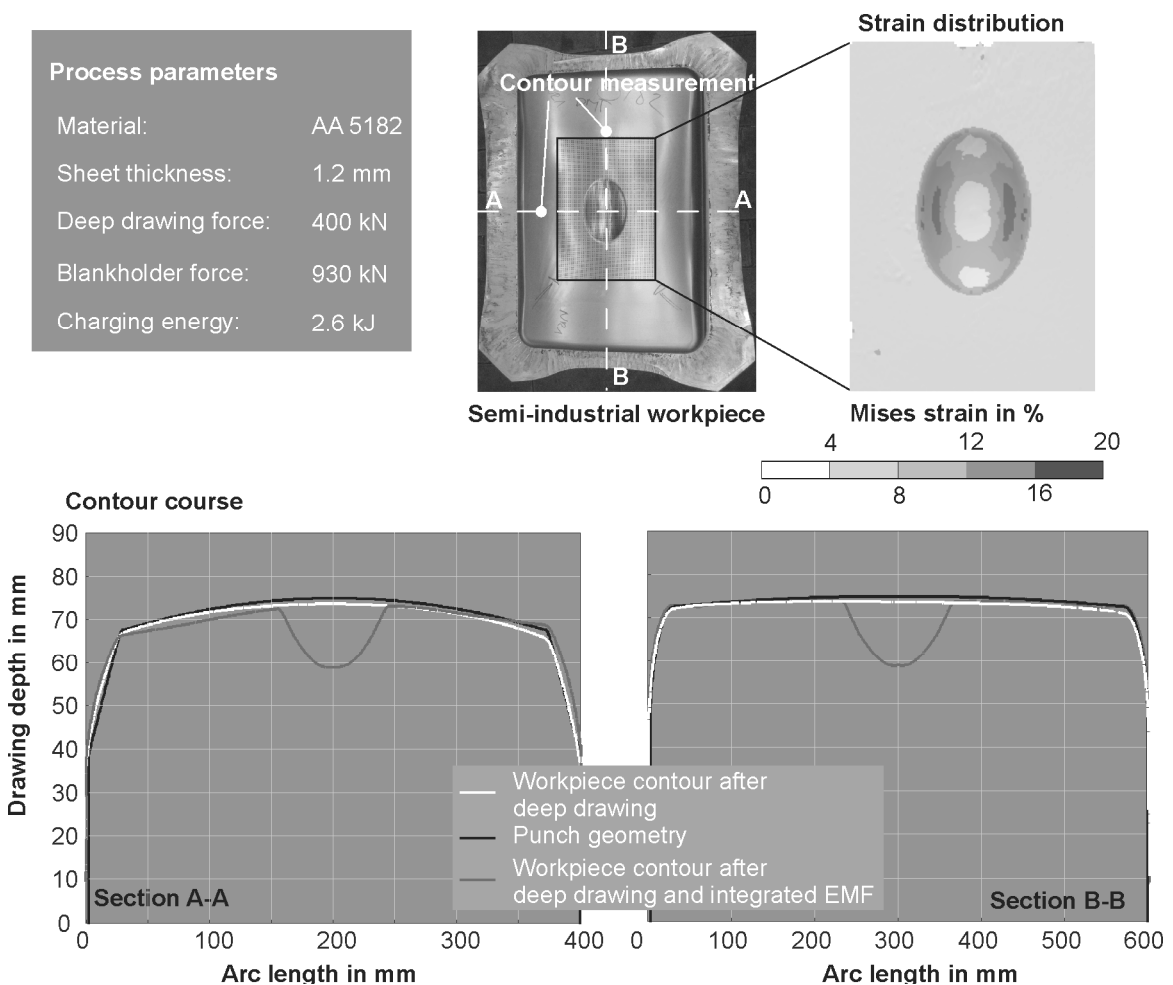 Process parameters
Material: AA 5182
Sheet thickness: 1.2 mm
Deep drawing force: 400 kN
Blankholder force: 930 kN
Charging energy: 2.6 kJ
B
Contour measurement
A A
B
Semi-industrial workpiece
Strain distribution
Mises strain in %
4 12 20
0 8 16
Contour course
Drawing depth in mm
90
80
70
60
50
40
30
20
10
0
Section A-A
0 100 200 300 400
Arc length in mm
Workpiece contour after
deep drawing
Punch geometry
Workpiece contour after
deep drawing and integrated EMF
Section B-B
0 100 200 300 400 500 600
Arc length in mm